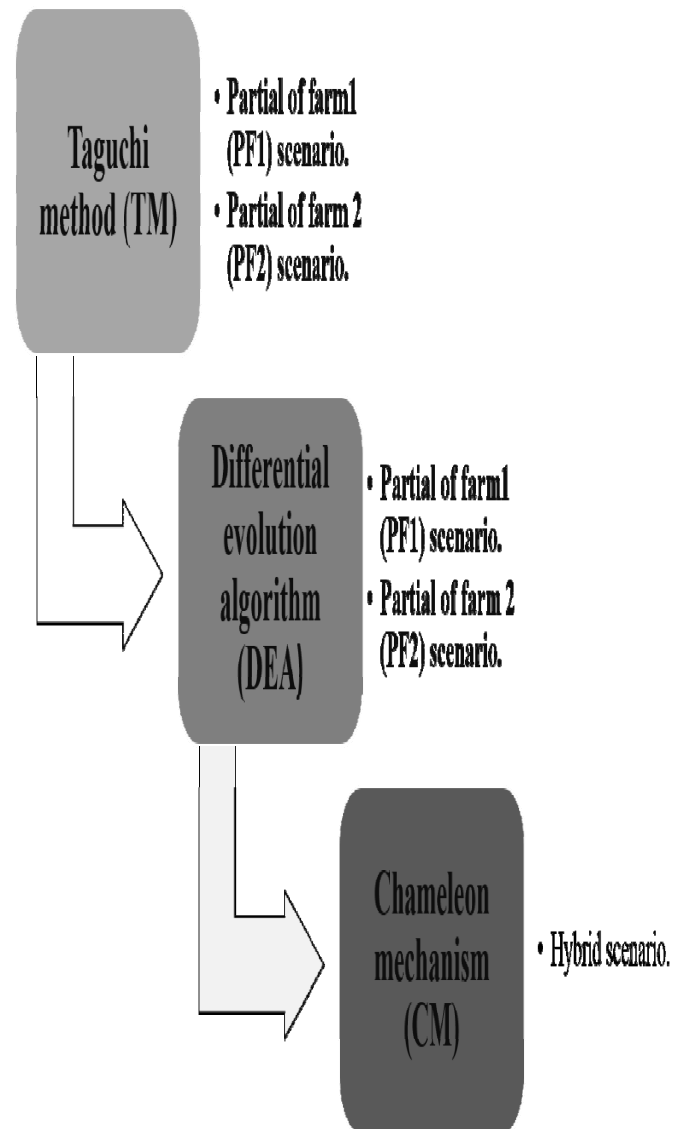 Taguchi
method (TM)
• Partial of farm1
(PF1) scenario.
• Partial of farm 2
(PF2) scenario.
Differential
evolution
algorithm
(DEA)
• Partial of farm1
(PF1) scenario.
• Partial of farm 2
(PF2) scenario.
Chameleon
mechanism
(CM)
• Hybrid scenario.